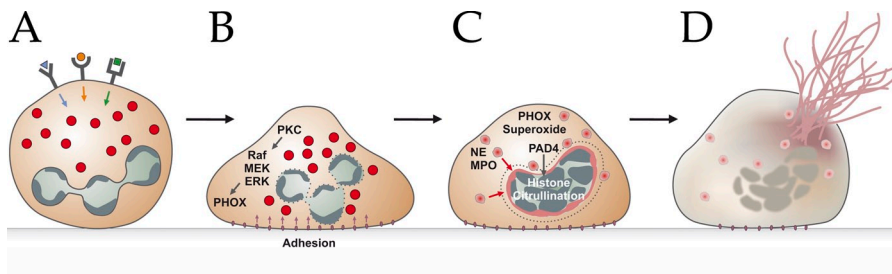 A
B
C
D
PKC
Raf
MEK
ERK
PHOX
Adhesion
PHOX
Superoxide
NE
MPO
PAD4
Histone
Citrullination